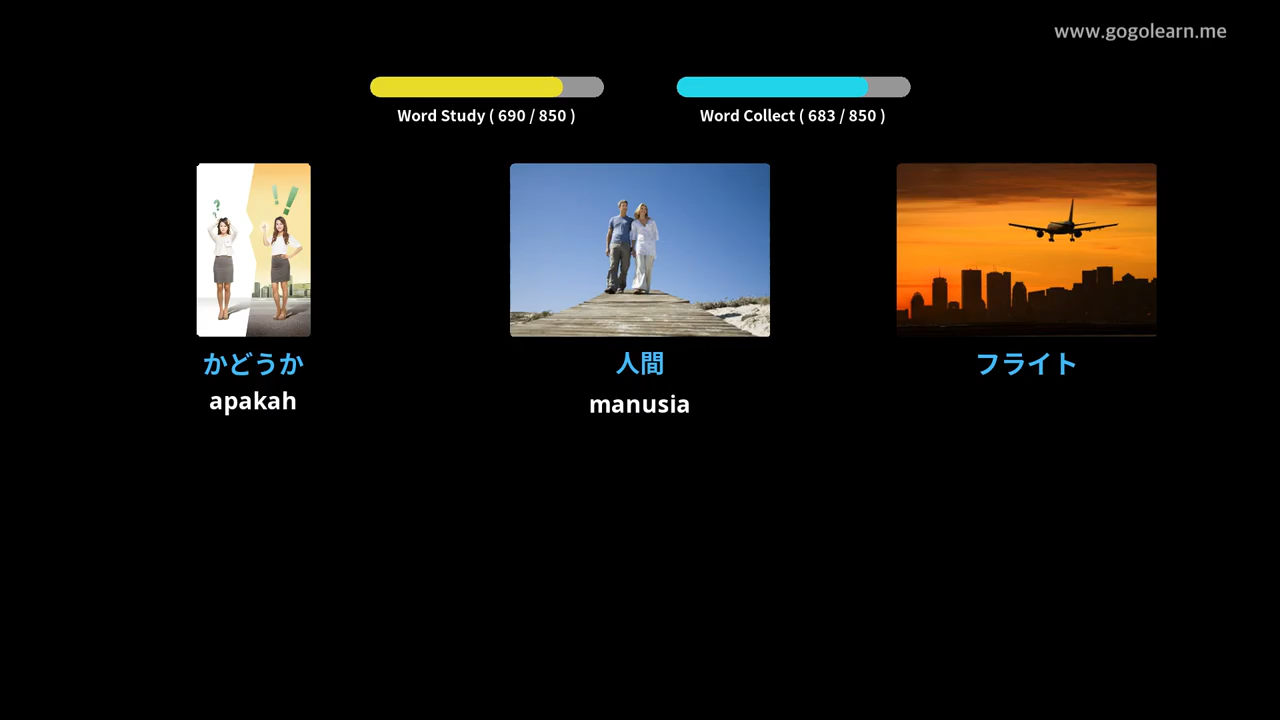 www.gogolearn.me
Word Study ( 690 / 850 )
Word Collect ( 683 / 850 )
かどうか
apakah
人間
manusia
フライト